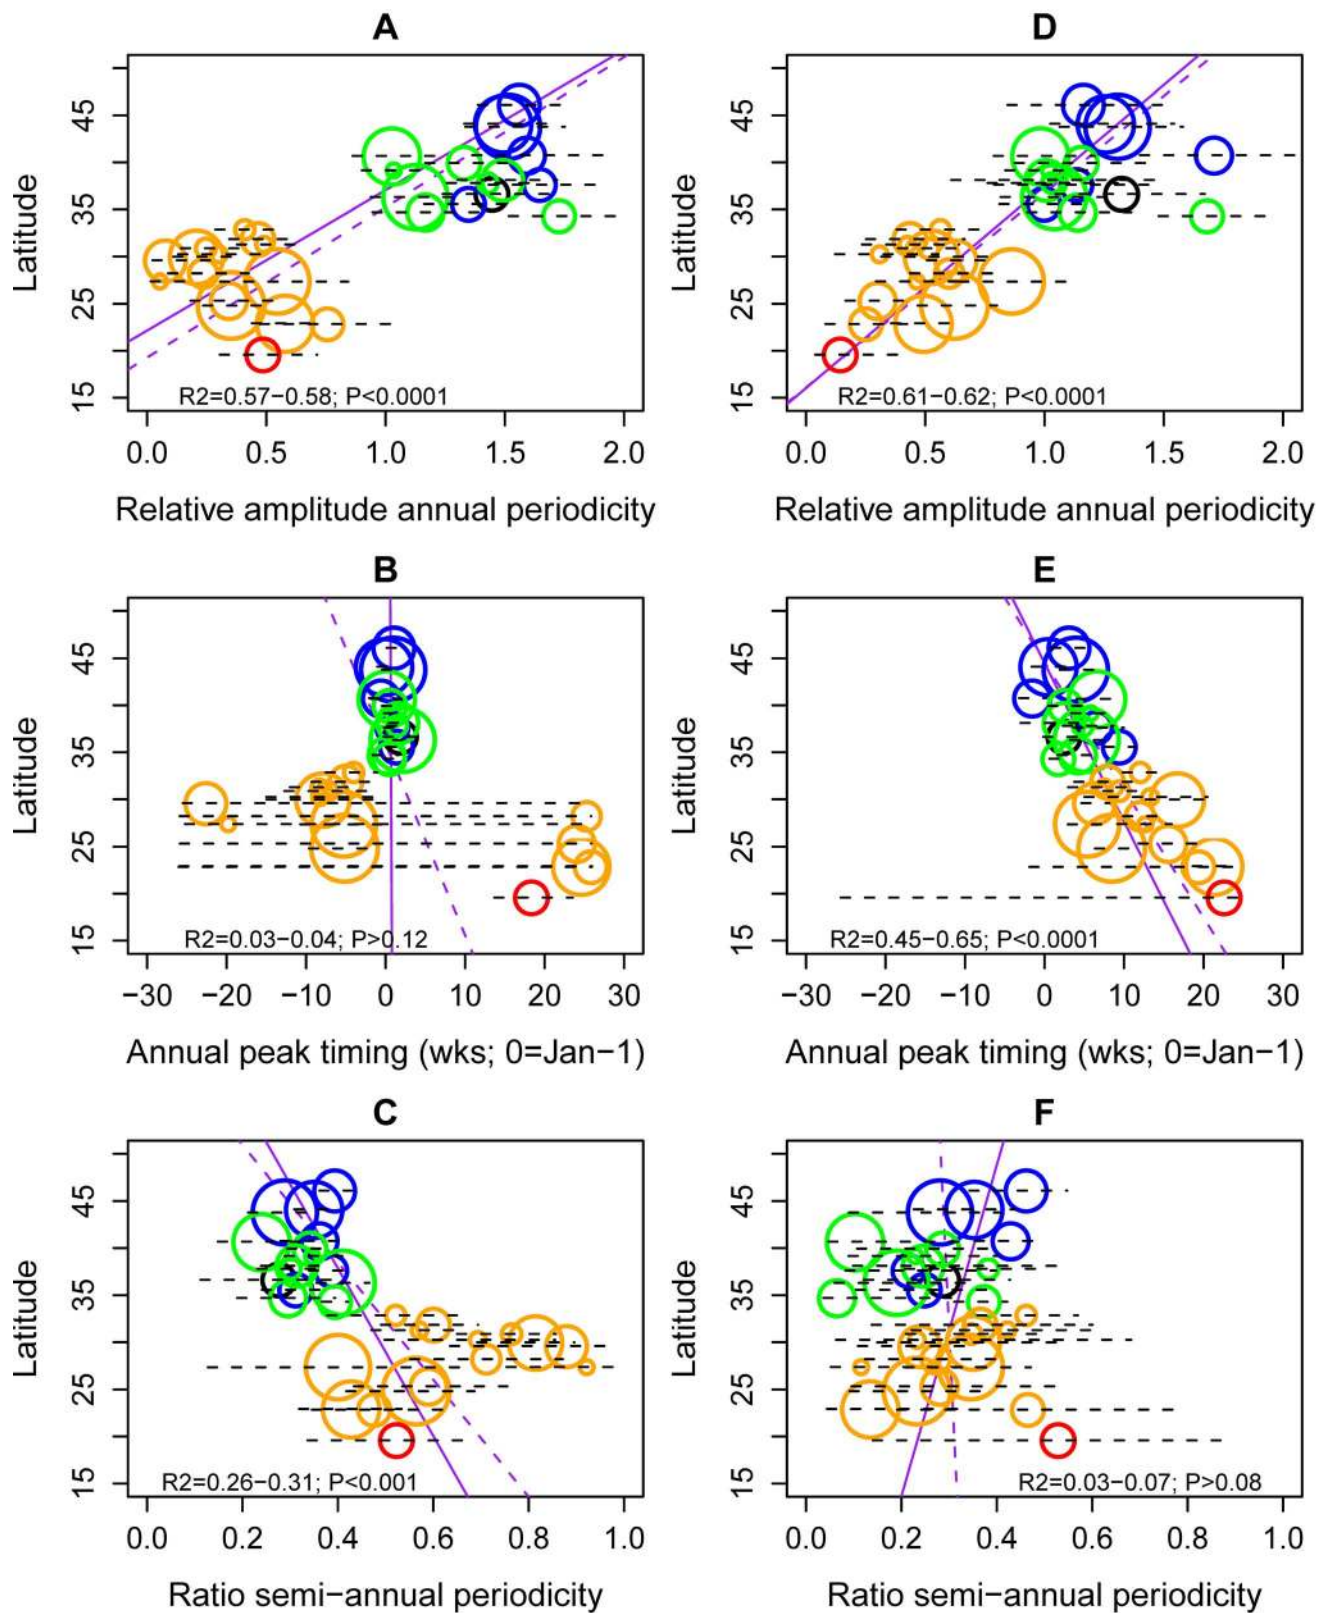 A
45
35
25
15
Latitude
R2=0.57−0.58; P<0.0001
0.0 0.5 1.0 1.5 2.0
Relative amplitude annual periodicity
D
45
35
25
15
Latitude
R2=0.61−0.62; P<0.0001
0.0 0.5 1.0 1.5 2.0
Relative amplitude annual periodicity
B
45
35
25
15
Latitude
R2=0.03−0.04; P>0.12
−30 −20 −10 0 10 20 30
Annual peak timing (wks; 0=Jan−1)
E
45
35
25
15
Latitude
R2=0.45−0.65; P<0.0001
−30 −20 −10 0 10 20 30
Annual peak timing (wks; 0=Jan−1)
C
45
35
25
15
Latitude
R2=0.26−0.31; P<0.001
0.0 0.2 0.4 0.6 0.8 1.0
Ratio semi−annual periodicity
F
45
35
25
15
Latitude
R2=0.03−0.07; P>0.08
0.0 0.2 0.4 0.6 0.8 1.0
Ratio semi−annual periodicity